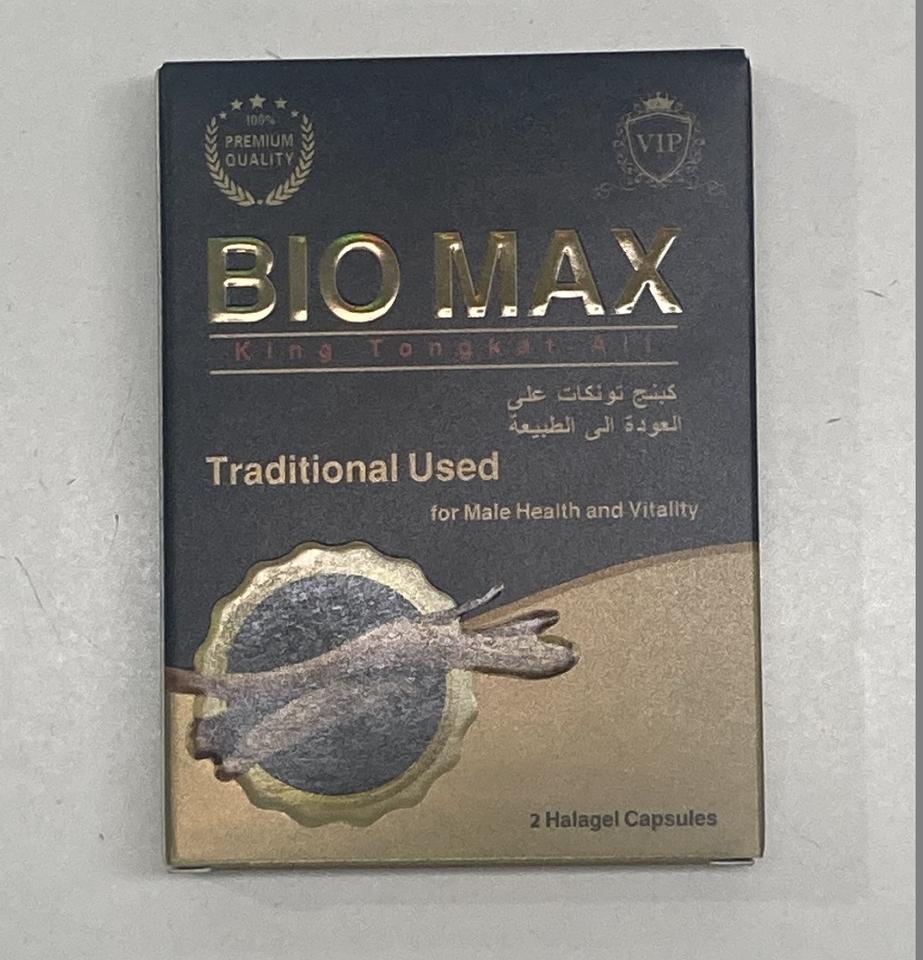 100%
PREMIUM
QUALITY
VIP
BIO MAX
King Tongkat Ali
كينج تونكات على
العودة الى الطبيعة
Traditional Used
for Male Health and Vitality
2 Halagel Capsules